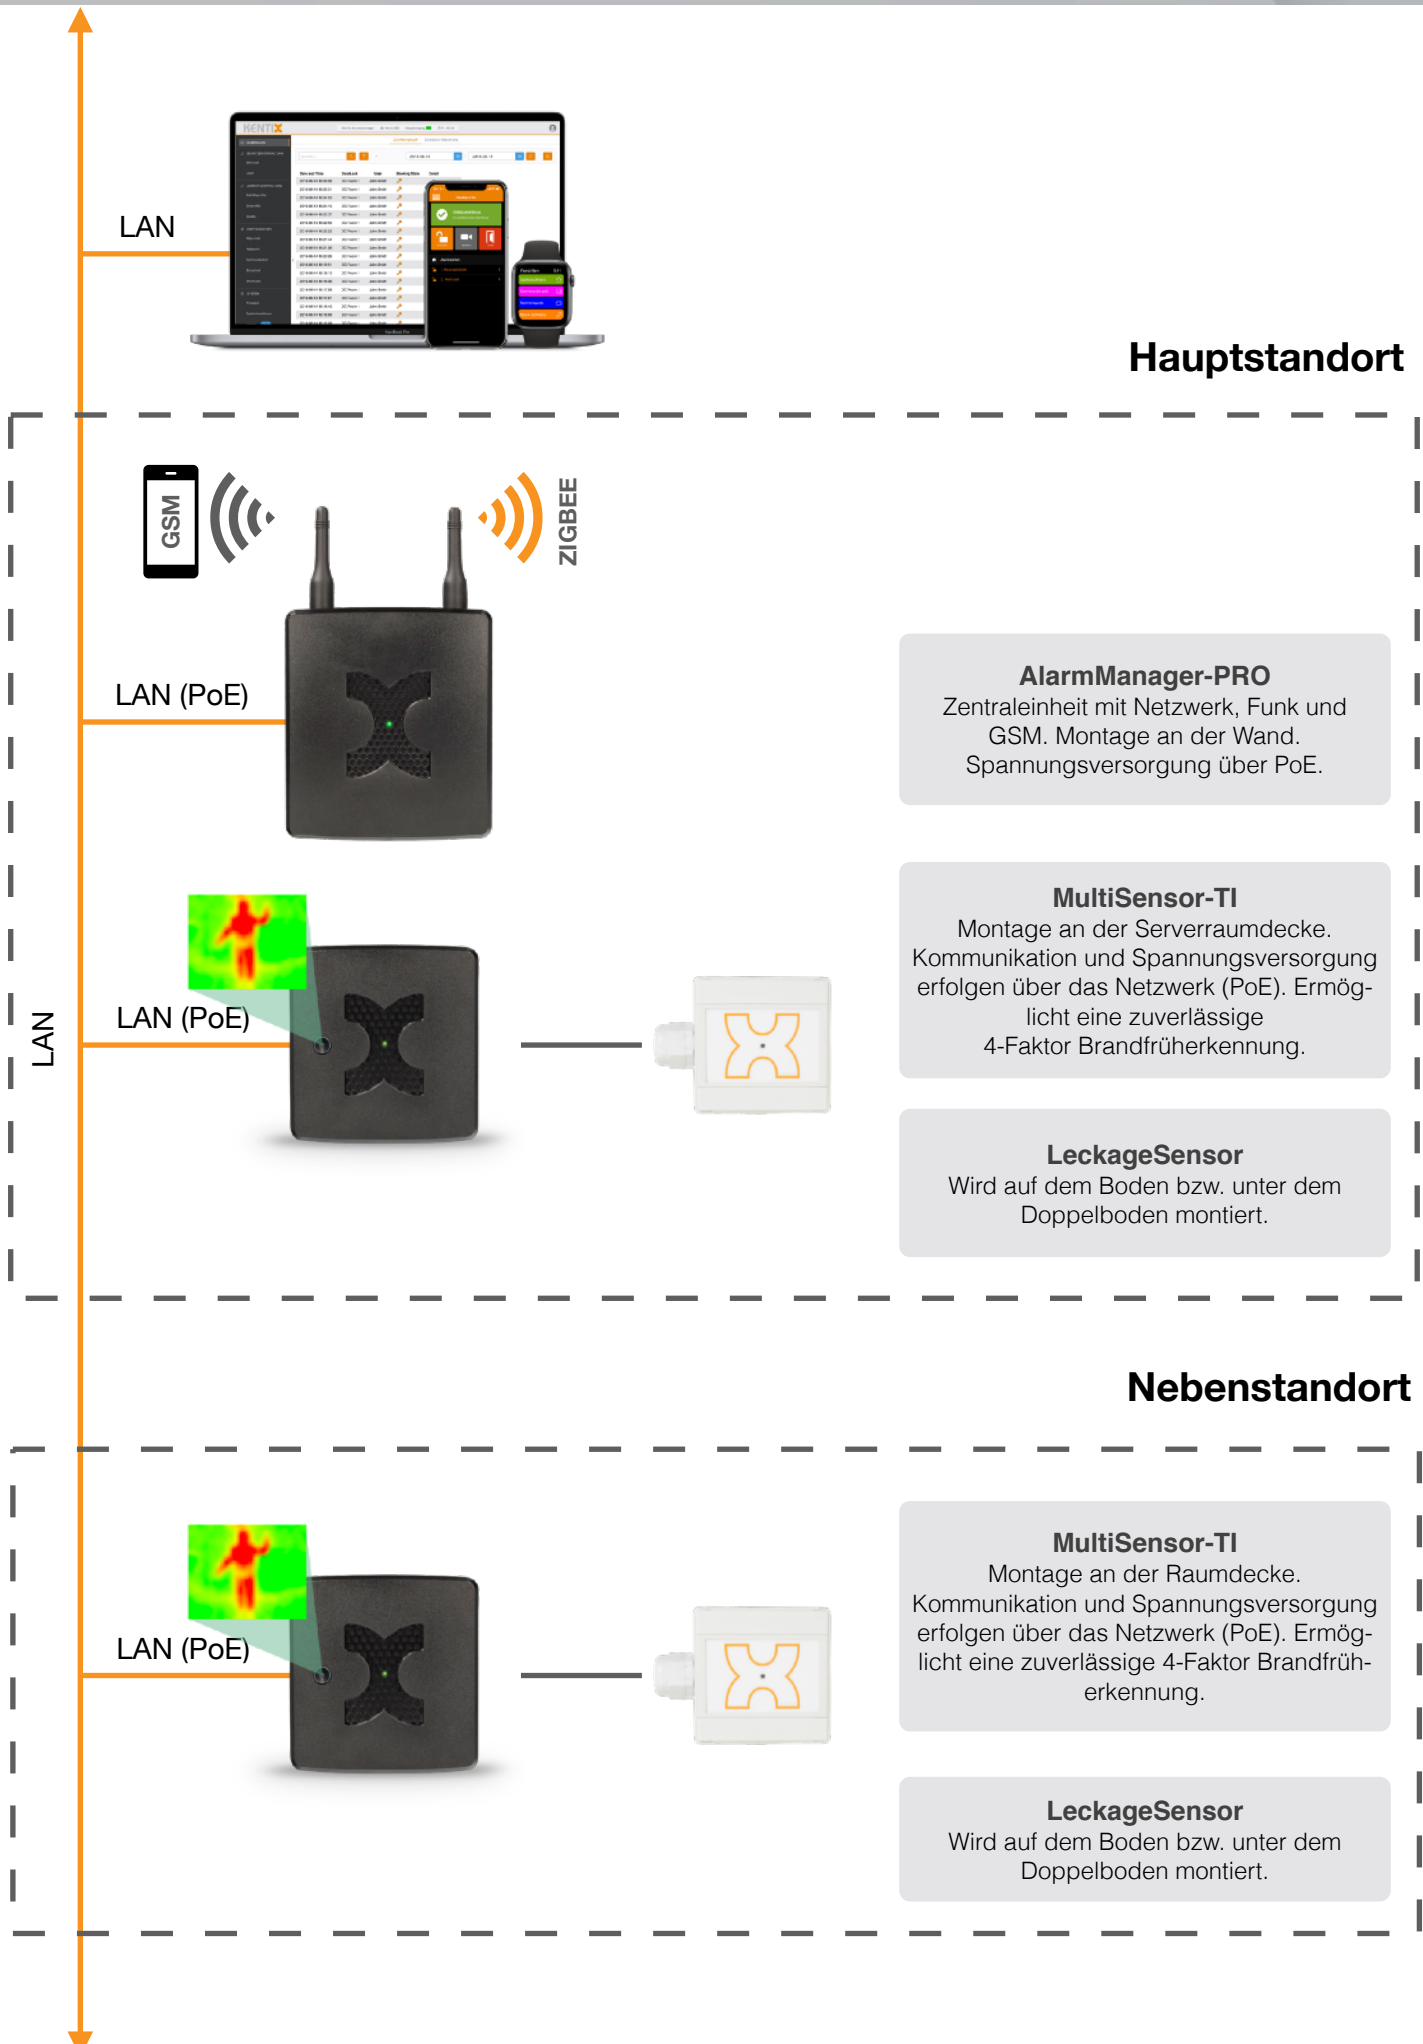 KENTIX
LAN
Hauptstandort
GSM
ZIGBEE
LAN (PoE)
AlarmManager-PRO
Zentraleinheit mit Netzwerk, Funk und
GSM. Montage an der Wand.
Spannungsversorgung über PoE.
MultiSensor-TI
Montage an der Serverraumdecke.
Kommunikation und Spannungsversorgung
erfolgen über das Netzwerk (PoE). Ermög-
licht eine zuverlässige
4-Faktor Brandfrüherkennung.
LAN (PoE)
LAN
LeckageSensor
Wird auf dem Boden bzw. unter dem
Doppelboden montiert.
Nebenstandort
MultiSensor-TI
Montage an der Raumdecke.
Kommunikation und Spannungsversorgung
erfolgen über das Netzwerk (PoE). Ermög-
licht eine zuverlässige 4-Faktor Brandfrüh-
erkennung.
LAN (PoE)
LeckageSensor
Wird auf dem Boden bzw. unter dem
Doppelboden montiert.